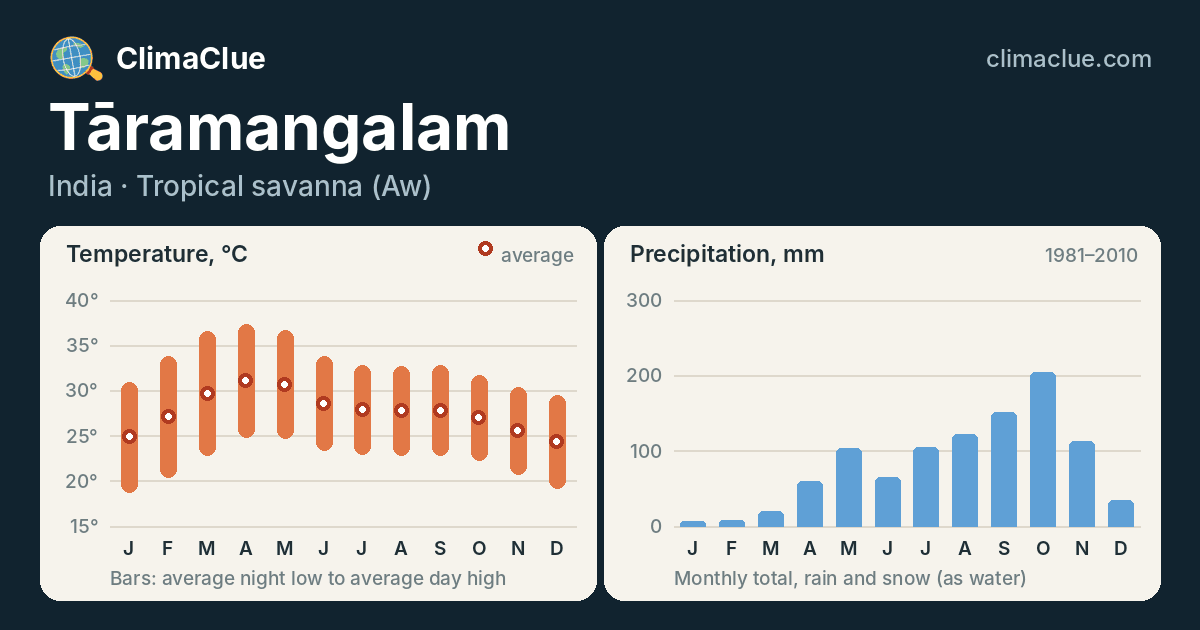 ClimaClue
climaclue.com
Tāramangalam
India · Tropical savanna (Aw)
Temperature, °C
average
40°
35°
30°
25°
20°
15°
J F M A M J J A S O N D
Bars: average night low to average day high
Precipitation, mm
1981–2010
300
200
100
0
J F M A M J J A S O N D
Monthly total, rain and snow (as water)